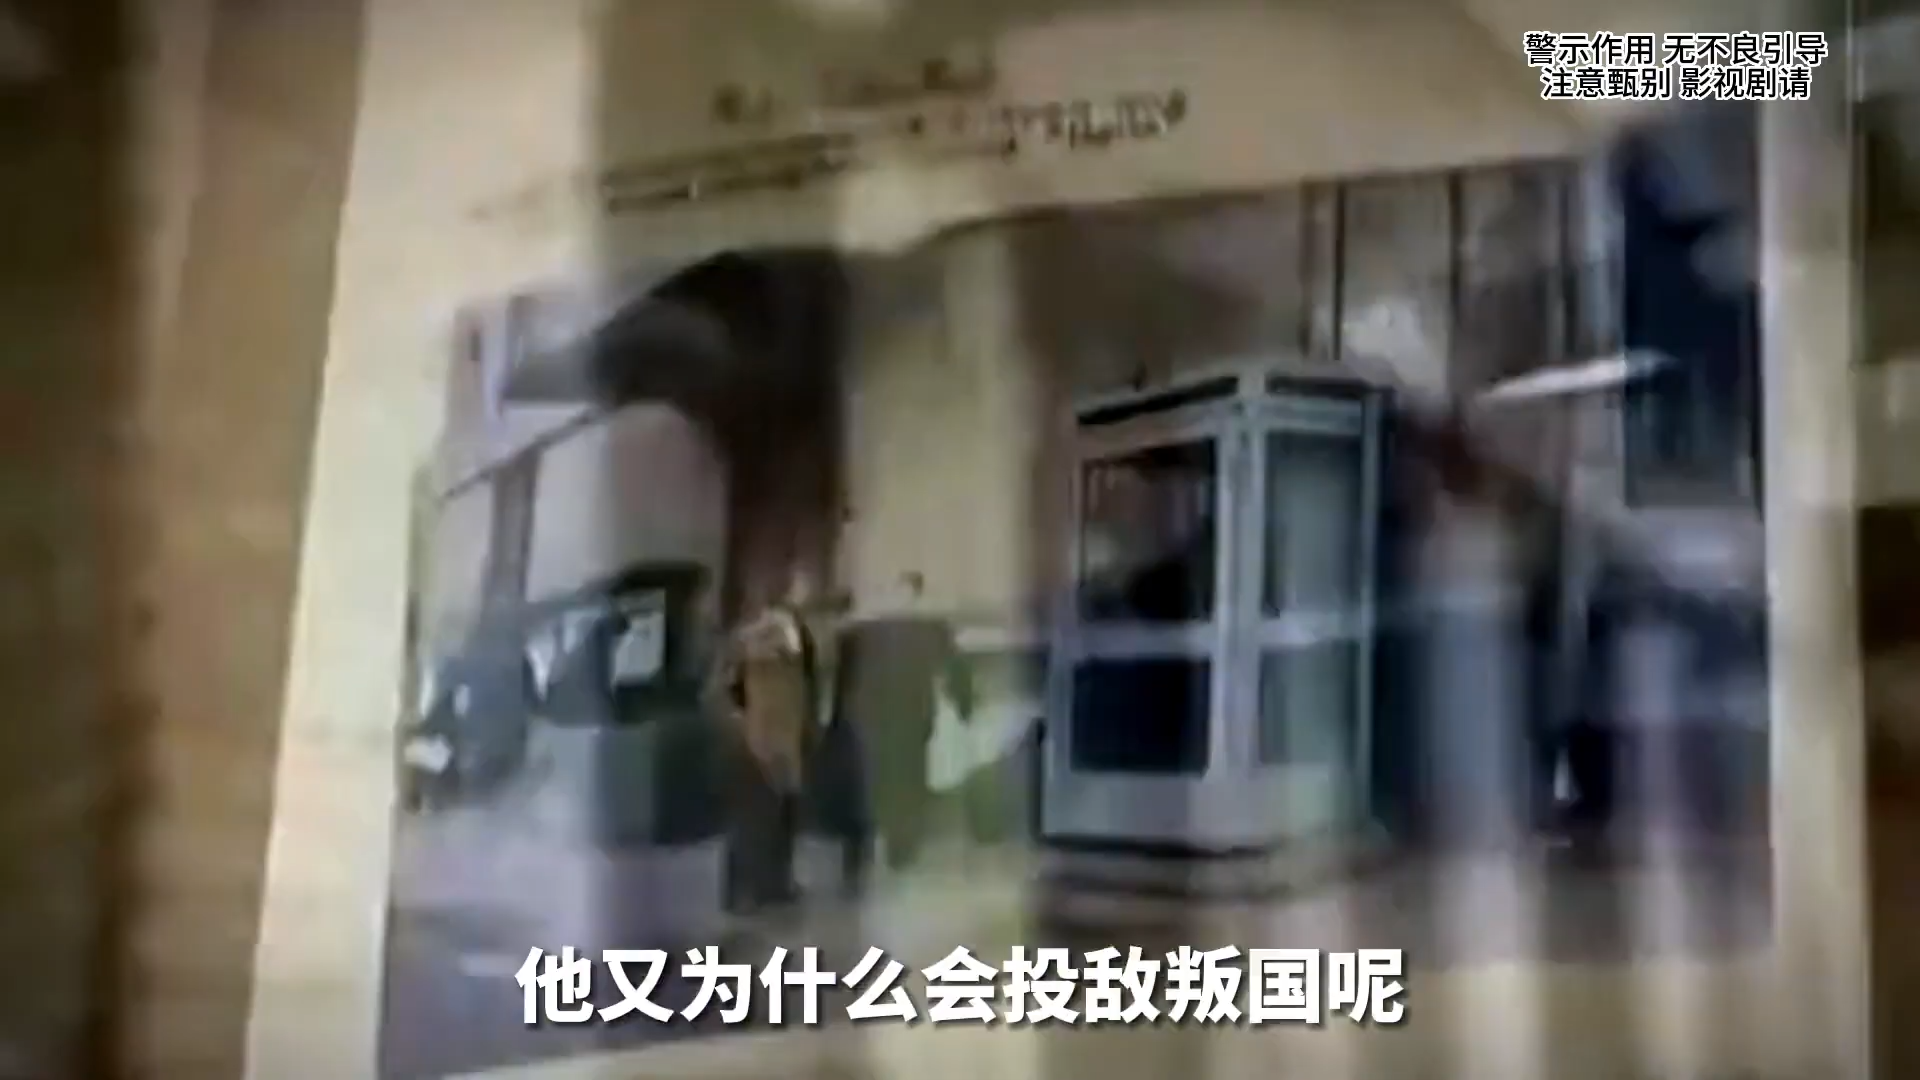 警示作用 无不良引导
注意甄别 影视剧请
他又为什么会投敌叛国呢